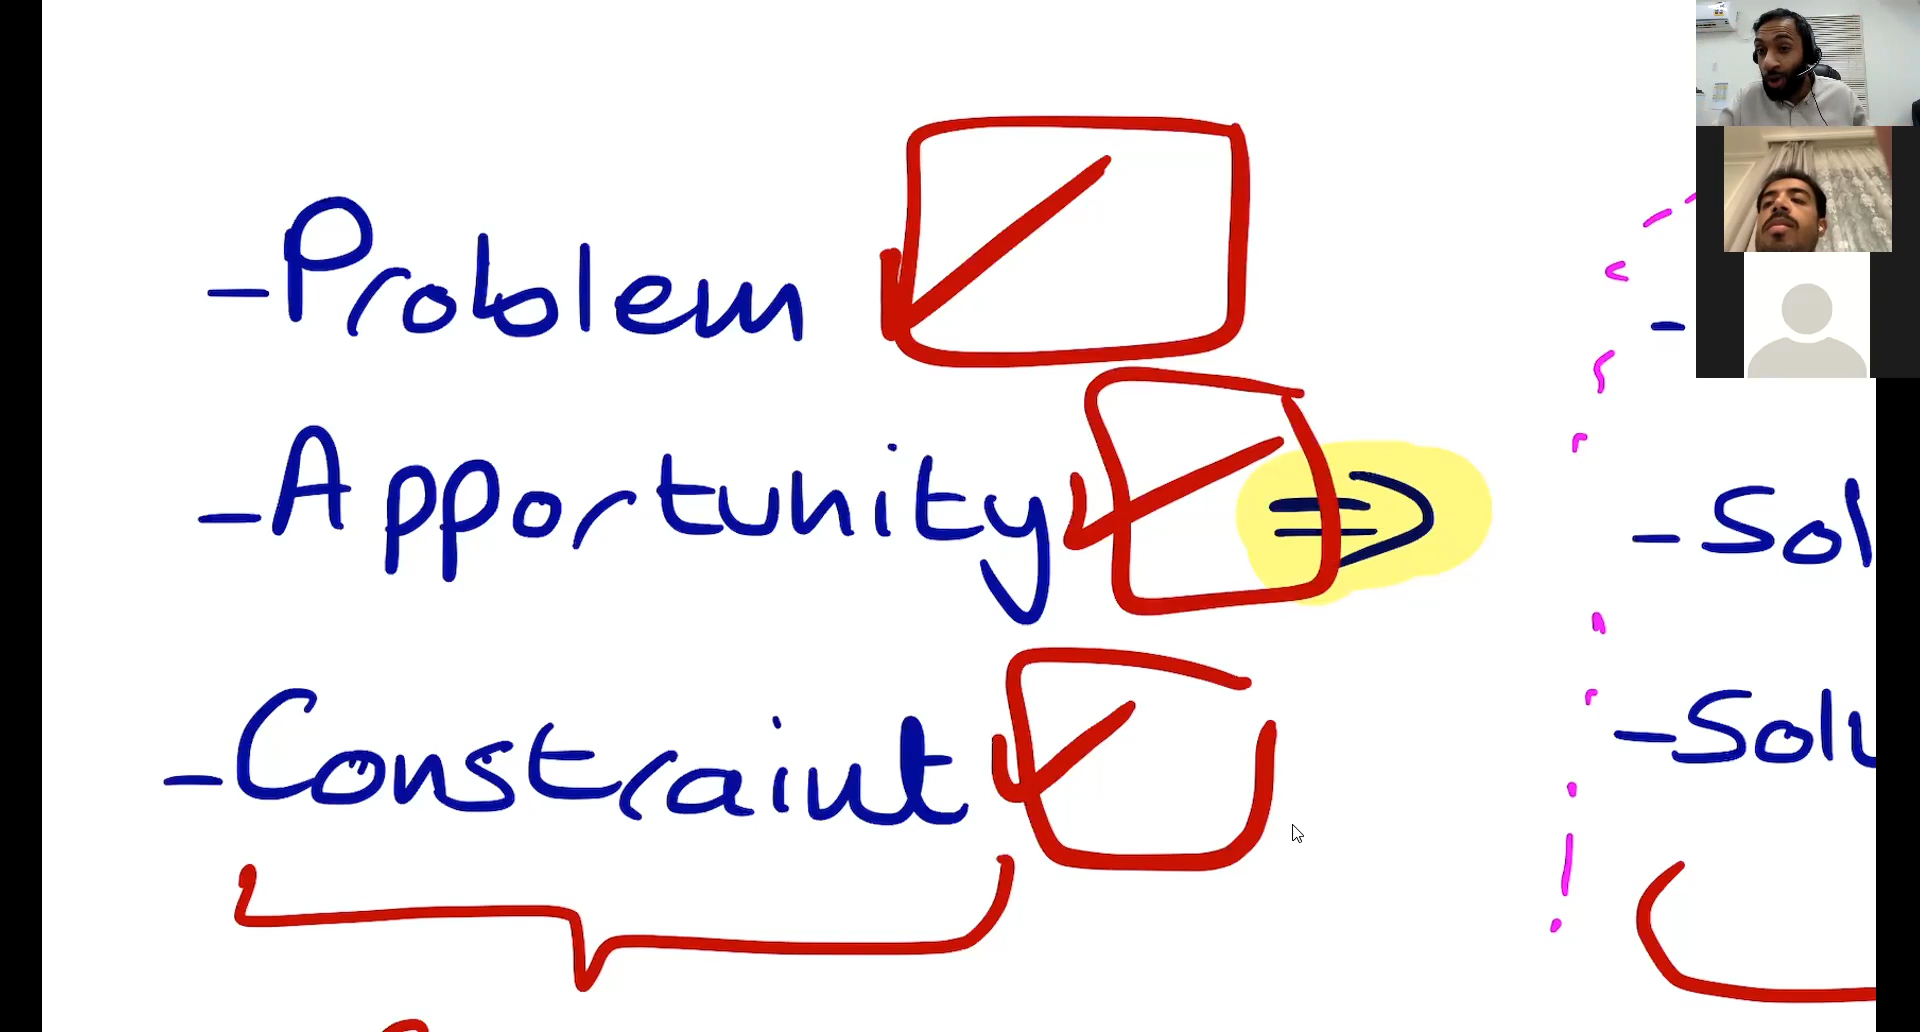 -Problem
-Apportunity =>
-Constraint
-Sol
-Solu